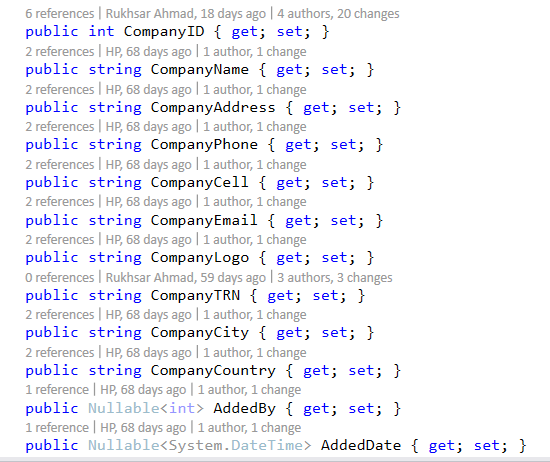 6 references | Rukhsar Ahmad, 18 days ago | 4 authors, 20 changes
public int CompanyID { get; set; }
2 references | HP, 68 days ago | 1 author, 1 change
public string CompanyName { get; set; }
2 references | HP, 68 days ago | 1 author, 1 change
public string CompanyAddress { get; set; }
2 references | HP, 68 days ago | 1 author, 1 change
public string CompanyPhone { get; set; }
2 references | HP, 68 days ago | 1 author, 1 change
public string CompanyCell { get; set; }
2 references | HP, 68 days ago | 1 author, 1 change
public string CompanyEmail { get; set; }
2 references | HP, 68 days ago | 1 author, 1 change
public string CompanyLogo { get; set; }
0 references | Rukhsar Ahmad, 59 days ago | 3 authors, 3 changes
public string CompanyTRN { get; set; }
2 references | HP, 68 days ago | 1 author, 1 change
public string CompanyCity { get; set; }
2 references | HP, 68 days ago | 1 author, 1 change
public string CompanyCountry { get; set; }
1 reference | HP, 68 days ago | 1 author, 1 change
public Nullable<int> AddedBy { get; set; }
1 reference | HP, 68 days ago | 1 author, 1 change
public Nullable<System.DateTime> AddedDate { get; set; }